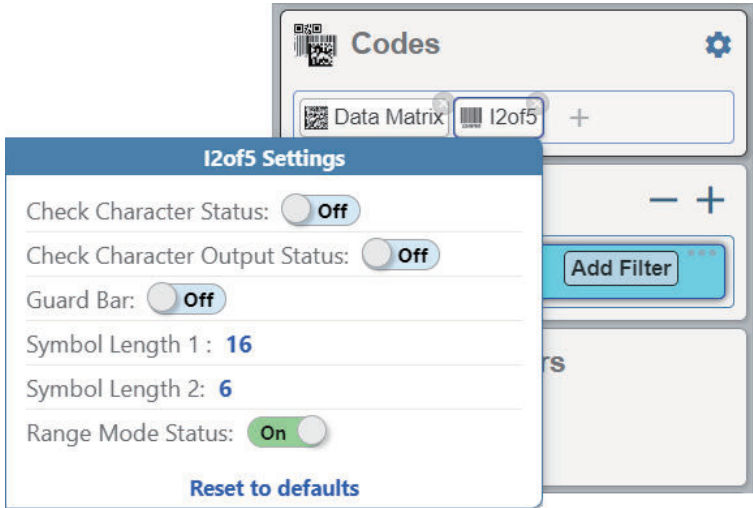 Codes
Data Matrix I2of5 +
I2of5 Settings
Check Character Status: Off
Check Character Output Status: Off
Add Filter
Guard Bar: Off
Symbol Length 1 : 16
Symbol Length 2: 6
rs
Range Mode Status: On
Reset to defaults